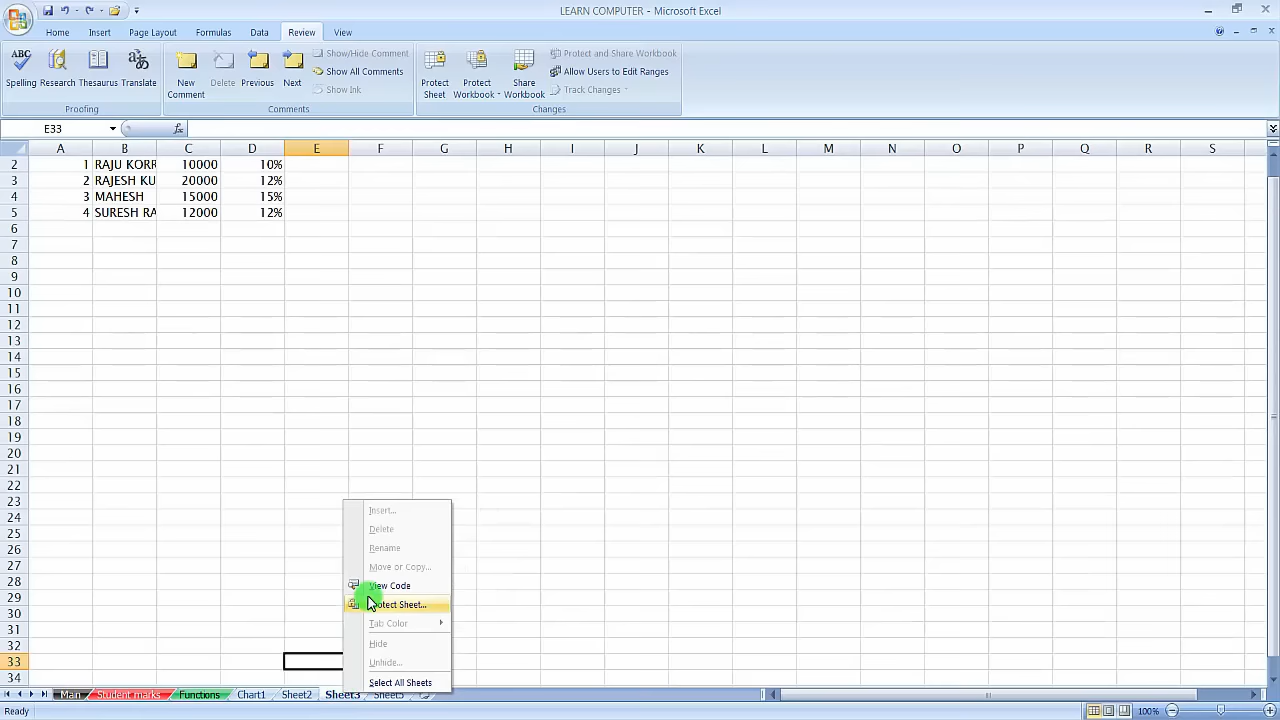 LEARN COMPUTER - Microsoft Excel
Home Insert Page Layout Formulas Data Review View
ABC
Spelling Research Thesaurus Translate
New Comment Delete Previous Next
Show/Hide Comment
Show All Comments
Show Ink
Protect Sheet Protect Workbook Share Workbook
Protect and Share Workbook
Allow Users to Edit Ranges
Track Changes
Proofing Comments Changes
E33 fx
A B C D E F G H I J K L M N O P Q R S
2 1 RAJU KORR 10000 10%
3 2 RAJESH KU 20000 12%
4 3 MAHESH 15000 15%
5 4 SURESH RA 12000 12%
6
7
8
9
10
11
12
13
14
15
16
17
18
19
20
21
22
23
24
25
26
27
28
29
30
31
32
33
34
Insert...
Delete
Rename
Move or Copy...
View Code
Protect Sheet...
Tab Color
Hide
Unhide...
Select All Sheets
Main Student marks Functions Chart1 Sheet2 Sheet3 Sheet5
Ready 100%